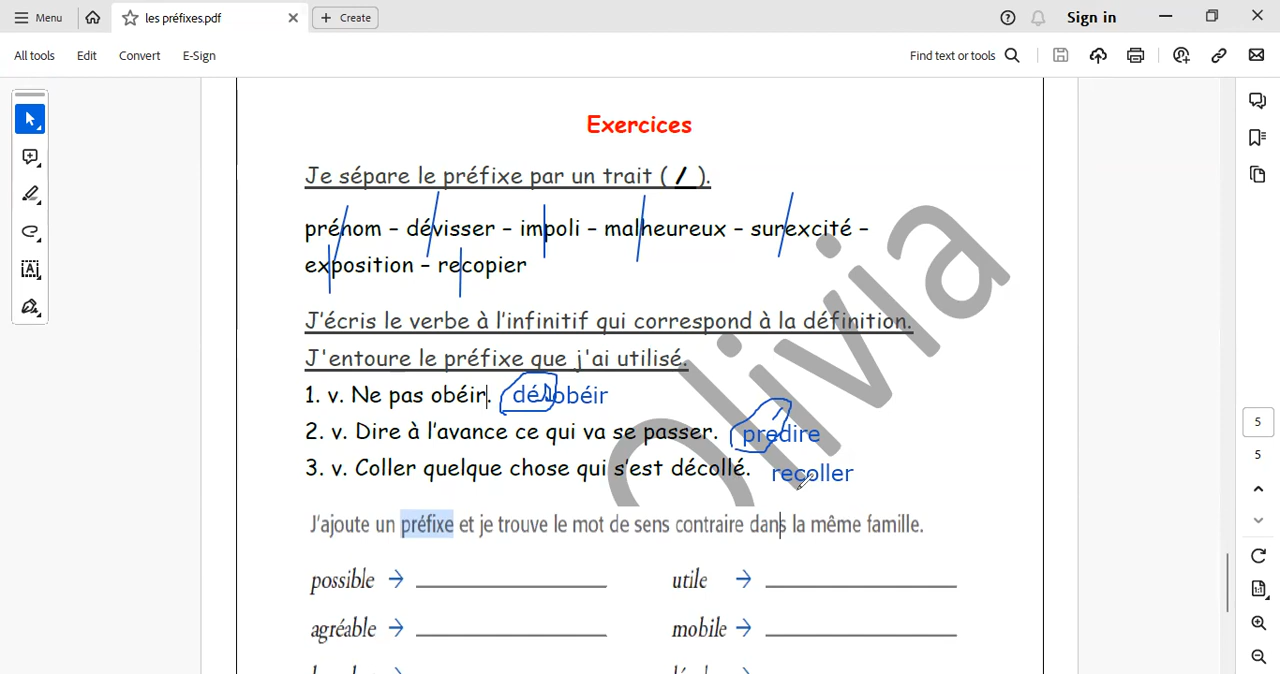 Menu les préfixes.pdf Create Sign in
All tools Edit Convert E-Sign Find text or tools
Exercices
Je sépare le préfixe par un trait ( / ).
prénom – dévisser – impoli – malheureux – surexcité –
exposition – recopier
J'écris le verbe à l'infinitif qui correspond à la définition.
J'entoure le préfixe que j'ai utilisé.
1. v. Ne pas obéir. désobéir
2. v. Dire à l'avance ce qui va se passer. prédire
3. v. Coller quelque chose qui s'est décollé. recoller
J'ajoute un préfixe et je trouve le mot de sens contraire dans la même famille.
possible → utile →
agréable → mobile →
Olivia
5
5